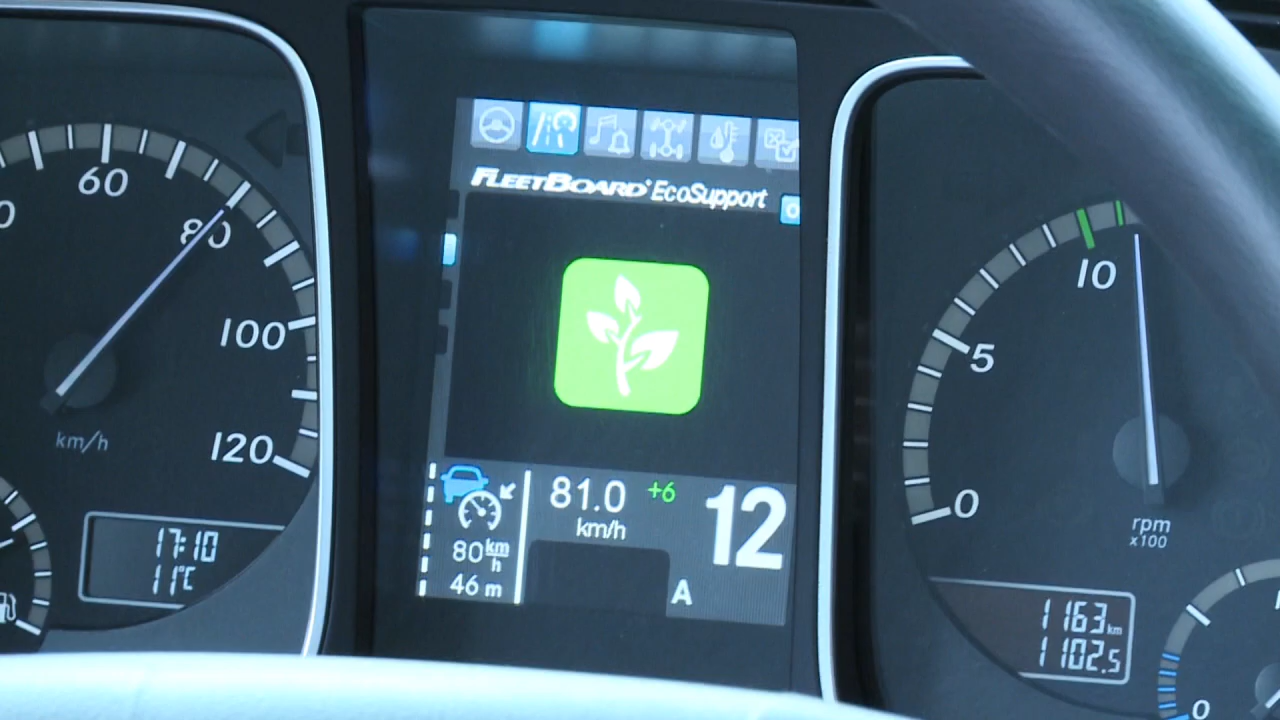 60
80
100
120
km/h
17:10
11°C
FLEETBOARD EcoSupport
81.0 +6
km/h
12
80 km/h
46 m
A
10
5
0
rpm
x100
1163 km
1102.5
0